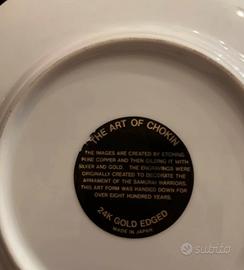 THE ART OF CHOKIN
THE IMAGES ARE CREATED BY ETCHING
PURE COPPER AND THEN GILDING IT WITH
SILVER AND GOLD. THE ENGRAVINGS WERE
ORIGINALLY CREATED TO DECORATE THE
ARMAMENT OF THE SAMURAI WARRIORS.
THIS ART FORM WAS HANDED DOWN FOR
OVER EIGHT HUNDRED YEARS.
24K GOLD EDGED
MADE IN JAPAN
subito